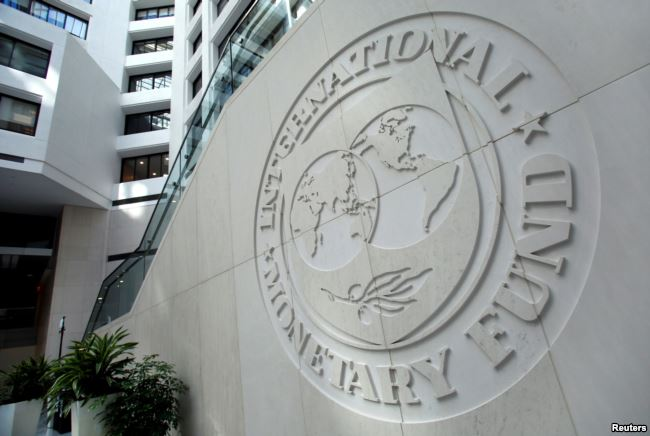 INTERNATIONAL
★ MONETARY FUND ★
Reuters